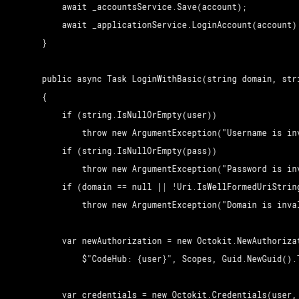 await _accountsService.Save(account);
await _applicationService.LoginAccount(account)
}
public async Task LoginWithBasic(string domain, stri
{
if (string.IsNullOrEmpty(user))
throw new ArgumentException("Username is inv
if (string.IsNullOrEmpty(pass))
throw new ArgumentException("Password is inv
if (domain == null || !Uri.IsWellFormedUriString
throw new ArgumentException("Domain is inval
var newAuthorization = new Octokit.NewAuthorizat
$"CodeHub: {user}", Scopes, Guid.NewGuid().T
var credentials = new Octokit.Credentials(user,